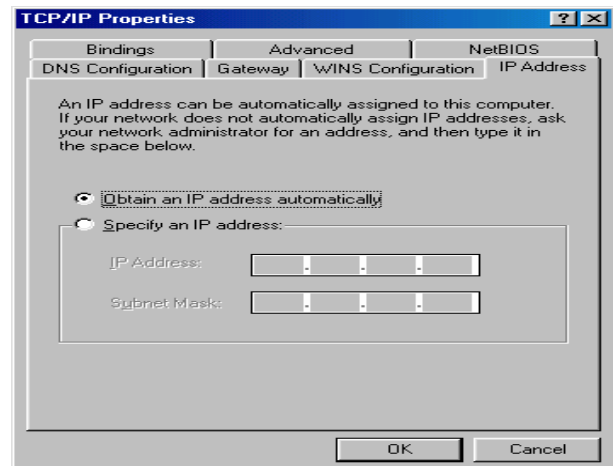 TCP/IP Properties ? ×
Bindings Advanced NetBIOS
DNS Configuration Gateway WINS Configuration IP Address
An IP address can be automatically assigned to this computer.
If your network does not automatically assign IP addresses, ask
your network administrator for an address, and then type it in
the space below.
Obtain an IP address automatically
Specify an IP address:
IP Address: . . .
Subnet Mask: . . .
OK Cancel